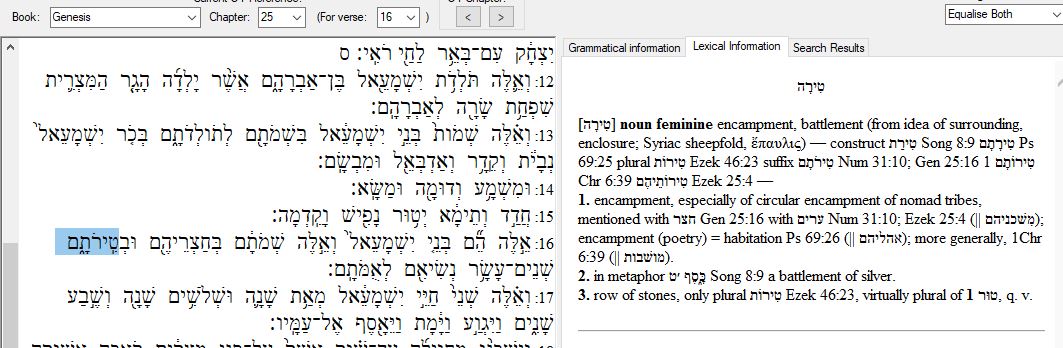 Book: Genesis Chapter: 25 (For verse: 16 ) < > Equalise Both
יִצְחָ֔ק עִם־בְּאֵ֥ר לַחַ֖י רֹאִֽי׃ ס
12: וְאֵ֛לֶּה תֹּלְדֹ֥ת יִשְׁמָעֵ֖אל בֶּן־אַבְרָהָ֑ם אֲשֶׁ֨ר יָלְדָ֜ה הָגָ֧ר הַמִּצְרִ֛ית
שִׁפְחַ֥ת שָׂרָ֖ה לְאַבְרָהָֽם׃
13: וְאֵ֗לֶּה שְׁמוֹת֙ בְּנֵ֣י יִשְׁמָעֵ֔אל בִּשְׁמֹתָ֖ם לְתוֹלְדֹתָ֑ם בְּכֹ֤ר יִשְׁמָעֵאל֙
נְבָיֹ֔ת וְקֵדָ֥ר וְאַדְבְּאֵ֖ל וּמִבְשָֽׂם׃
14: וּמִשְׁמָ֥ע וְדוּמָ֖ה וּמַשָּֽׂא׃
15: חֲדַ֣ד וְתֵימָ֔א יְט֥וּר נָפִ֖ישׁ וָקֵֽדְמָה׃
16: אֵ֣לֶּה הֵ֞ם בְּנֵ֤י יִשְׁמָעֵאל֙ וְאֵ֣לֶּה שְׁמֹתָ֔ם בְּחַצְרֵיהֶ֖ם וּבְטִֽירֹתָ֑ם
שְׁנֵים־עָשָׂ֥ר נְשִׂיאִ֖ם לְאֻמֹּתָֽם׃
17: וְאֵ֗לֶּה שְׁנֵי֙ חַיֵּ֣י יִשְׁמָעֵ֔אל מְאַ֥ת שָׁנָ֛ה וּשְׁלֹשִׁ֥ים שָׁנָ֖ה וְשֶׁ֣בַע
שָׁנִ֑ים וַיִּגְוַ֣ע וַיָּ֔מָת וַיֵּאָ֖סֶף אֶל־עַמָּֽיו׃
Grammatical information Lexical Information Search Results
טִירָה
[טִירָה] noun feminine encampment, battlement (from idea of surrounding,
enclosure; Syriac sheepfold, ἔπαυλις) — construct טִירַת Song 8:9 טִירָתָם Ps
69:25 plural טִירוֹת Ezek 46:23 suffix טִירֹתָם Num 31:10; Gen 25:16 טִירוֹתָם 1
Chr 6:39 טִירוֹתֵיהֶם Ezek 25:4 —
1. encampment, especially of circular encampment of nomad tribes,
mentioned with חצר Gen 25:16 with ערים Num 31:10; Ezek 25:4 (|| מִשְׁכניהם);
encampment (poetry) = habitation Ps 69:26 (|| אהליהם); more generally, 1Chr
6:39 (|| מושבות).
2. in metaphor ט׳ כָּסֶף Song 8:9 a battlement of silver.
3. row of stones, only plural טִירוֹת Ezek 46:23, virtually plural of 1 טוּר, q. v.